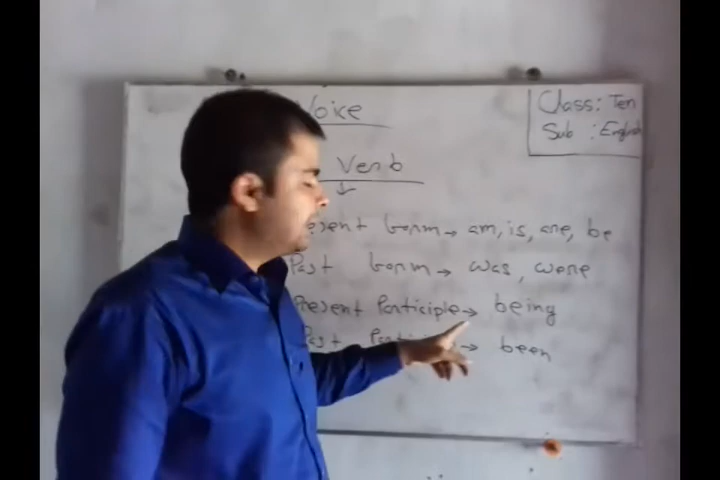 Voice
Class: Ten
Sub : English
Verb
Present Form → am, is, are, be
Past Form → was, were
Present Participle → being
Past → been